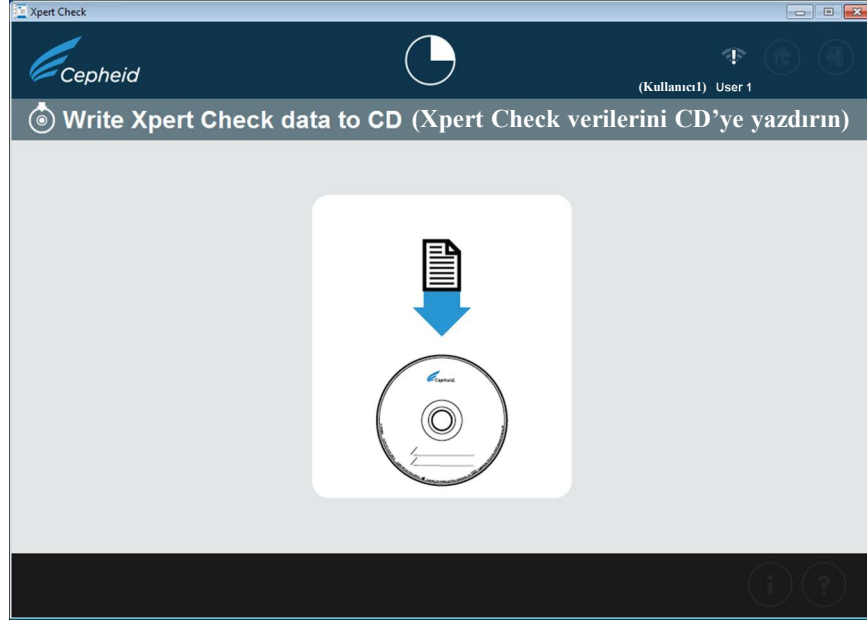 Xpert Check
Cepheid
(Kullanıcı1) User 1
Write Xpert Check data to CD (Xpert Check verilerini CD’ye yazdırın)
Cepheid.
i ?